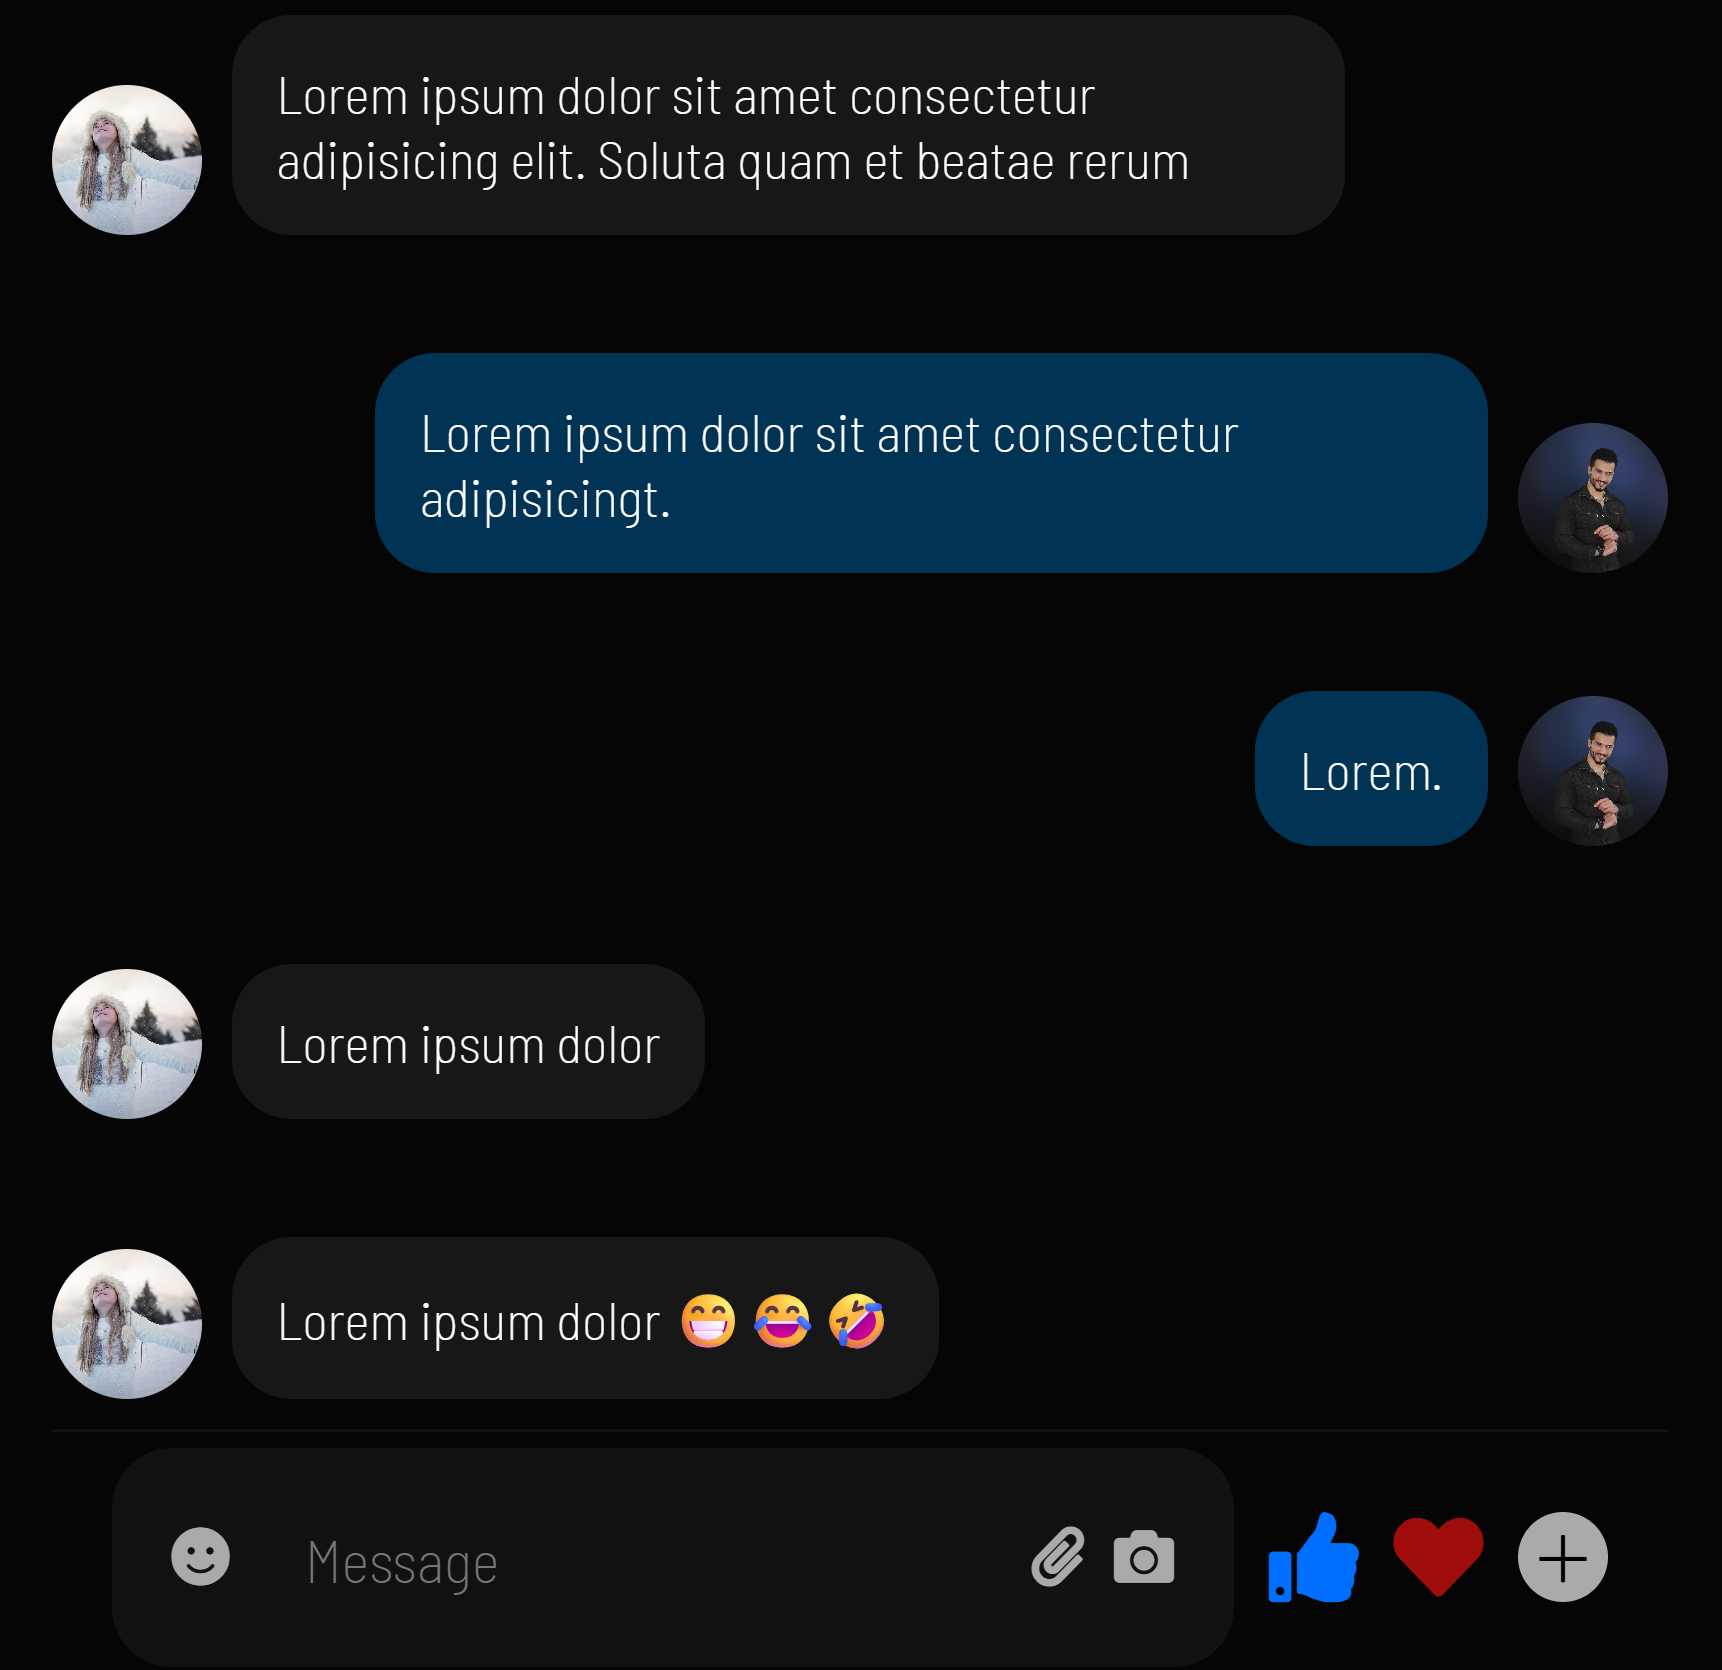 Lorem ipsum dolor sit amet consectetur
adipisicing elit. Soluta quam et beatae rerum
Lorem ipsum dolor sit amet consectetur
adipisicingt.
Lorem.
Lorem ipsum dolor
Lorem ipsum dolor 😁 😂 🤣
Message